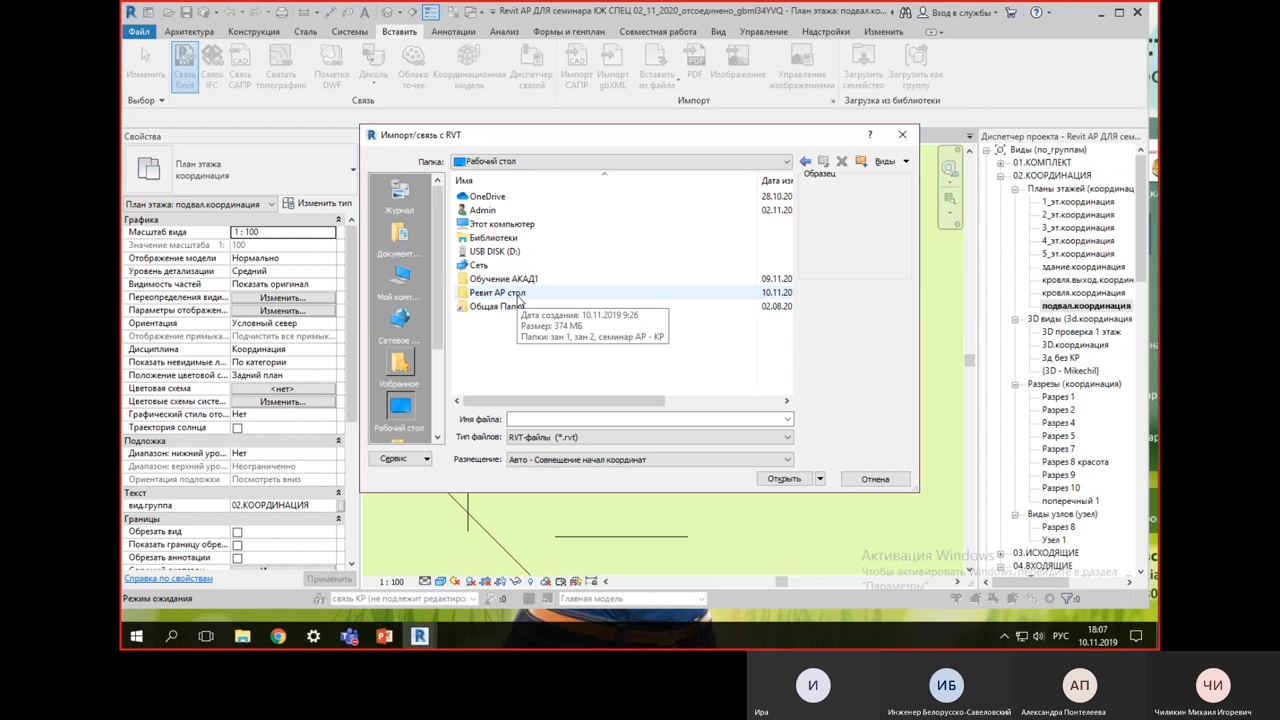 Revit АР ДЛЯ семинара КЖ СПЕЦ 02_11_2020_отсоединено_gbml34YVQ - План этажа: подвал.ко...
Вход в службы
Файл Архитектура Конструкция Сталь Системы Вставить Аннотации Анализ Формы и генплан Совместная работа Вид Управление Надстройки Изменить
Изменить
Связь Revit
Связь IFC
Связь САПР
Связать топографию
Пометка DWF
Деколь
Облако точек
Координационная модель
Диспетчер связей
Импорт САПР
Импорт gbXML
Вставить из файла
PDF
Изображение
Управление изображениями
Загрузить семейство
Загрузить как группу
Выбор Связь Импорт Загрузка из библиотеки
Свойства
План этажа
координация
План этажа: подвал.координация Изменить тип
Графика
Масштаб вида 1 : 100
Значение масштаба 1: 100
Отображение модели Нормально
Уровень детализации Средний
Видимость частей Показать оригинал
Переопределения види... Изменить...
Параметры отображен... Изменить...
Ориентация Условный север
Отображение примыка... Подчистить все примык...
Дисциплина Координация
Показать невидимые л... По категории
Положение цветовой с... Задний план
Цветовая схема <нет>
Цветовые схемы систе... Изменить...
Графический стиль ото... Нет
Траектория солнца
Подложка
Диапазон: нижний уро... Нет
Диапазон: верхний уро... Неограниченно
Ориентация подложки Посмотреть вниз
Текст
вид.группа 02.КООРДИНАЦИЯ
Границы
Обрезать вид
Показать границу обре...
Обрезать аннотации
Справка по свойствам Применить
Импорт/связь с RVT
Папка: Рабочий стол Виды
Имя Дата из
Образец
Журнал
Документ...
Мой комп...
Сетевое ...
Избранное
Рабочий стол
OneDrive 28.10.20
Admin 02.11.20
Этот компьютер
Библиотеки
USB DISK (D:)
Сеть
Обучение АКАД1 09.11.20
Ревит АР стол 10.11.20
Общая Папка 02.08.20
Дата создания: 10.11.2019 9:26
Размер: 374 МБ
Папки: зан 1, зан 2, семинар АР - КР
Имя файла:
Тип файлов: RVT-файлы (*.rvt)
Сервис Размещение: Авто - Совмещение начал координат
Открыть Отмена
Диспетчер проекта - Revit АР ДЛЯ сем...
Виды (по_группам)
01.КОМПЛЕКТ
02.КООРДИНАЦИЯ
Планы этажей (координац
1_эт.координация
2_эт.координация
3_эт.координация
4_эт.координация
5_эт.координация
здание.координация
кровля.выход.координац
кровля.координация
подвал.координация
3D виды (3d.координация
3D проверка 1 этаж
3D.координация
3д без КР
{3D - Mikechil}
Разрезы (координация)
Разрез 1
Разрез 2
Разрез 4
Разрез 5
Разрез 7
Разрез 8 красота
Разрез 9
Разрез 10
поперечный 1
Виды узлов (узел)
Разрез 8
Узел 1
03.ИСХОДЯЩИЕ
04.ВХОДЯЩИЕ
Активация Windows
Чтобы активировать Windows, перейдите в раздел
"Параметры".
1 : 100
Режим ожидания связь КР (не подлежит редактиро :0 Главная модель :0
РУС
18:07
10.11.2019
И
Ира
ИБ
Инженер Белорусско-Савеловский
АП
Александра Понтелеева
ЧИ
Чиликин Михаил Игоревич